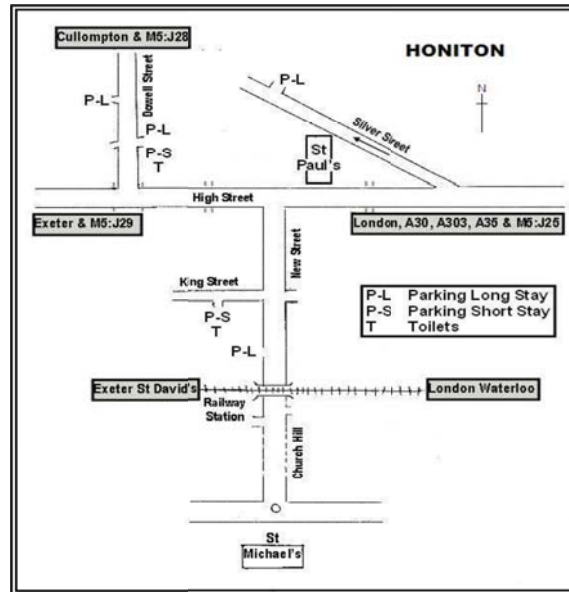 Cullompton & M5:J28
HONITON
Dowell Street
P-L
P-L
N
P-L
P-S
T
Silver Street
St
Paul's
High Street
Exeter & M5:J29
London, A30, A303, A35 & M5:J25
New Street
King Street
P-S
T
P-L Parking Long Stay
P-S Parking Short Stay
T Toilets
P-L
Exeter St David's
London Waterloo
Railway
Station
Church Hill
St
Michael's